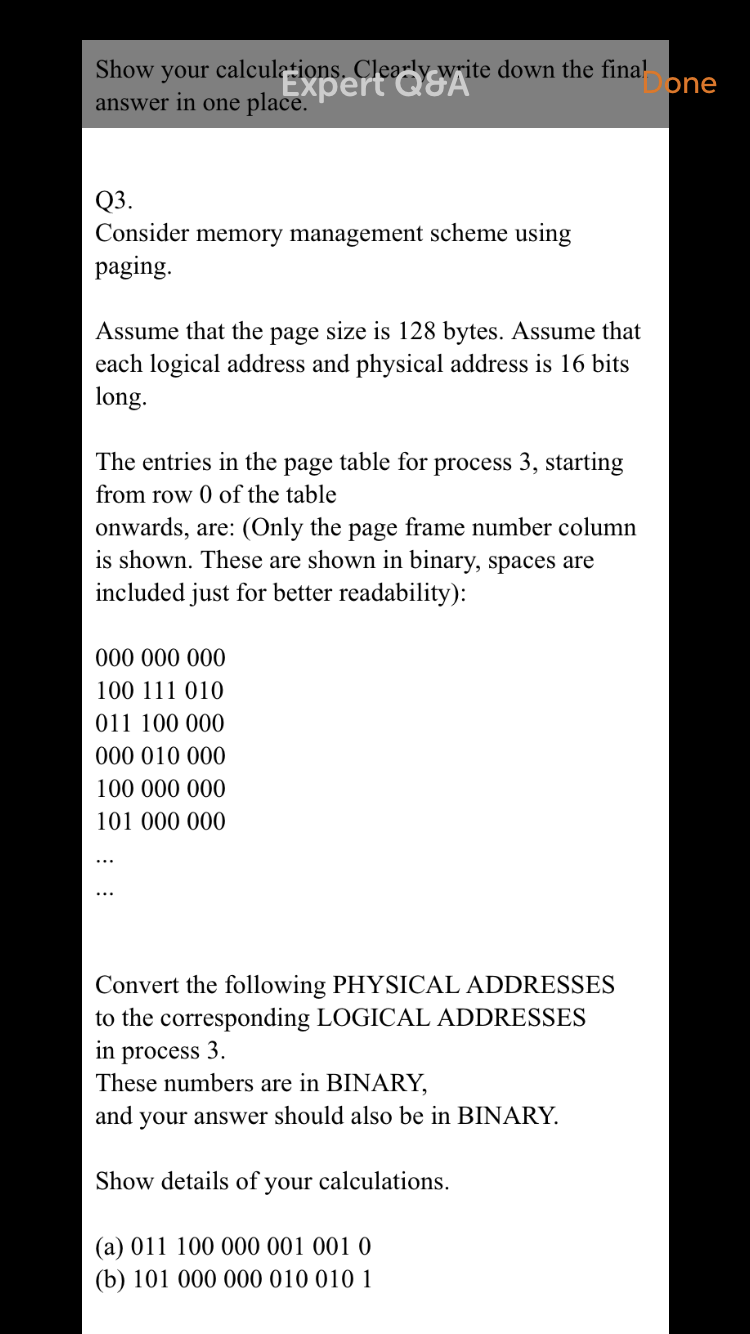 Show your calculations. Clearly write down the final
Expert Q&A
Done
answer in one place.
Q3.
Consider memory management scheme using
paging.
Assume that the page size is 128 bytes. Assume that
each logical address and physical address is 16 bits
long.
The entries in the page table for process 3, starting
from row 0 of the table
onwards, are: (Only the page frame number column
is shown. These are shown in binary, spaces are
included just for better readability):
000 000 000
100 111 010
011 100 000
000 010 000
100 000 000
101 000 000
...
...
Convert the following PHYSICAL ADDRESSES
to the corresponding LOGICAL ADDRESSES
in process 3.
These numbers are in BINARY,
and your answer should also be in BINARY.
Show details of your calculations.
(a) 011 100 000 001 001 0
(b) 101 000 000 010 010 1